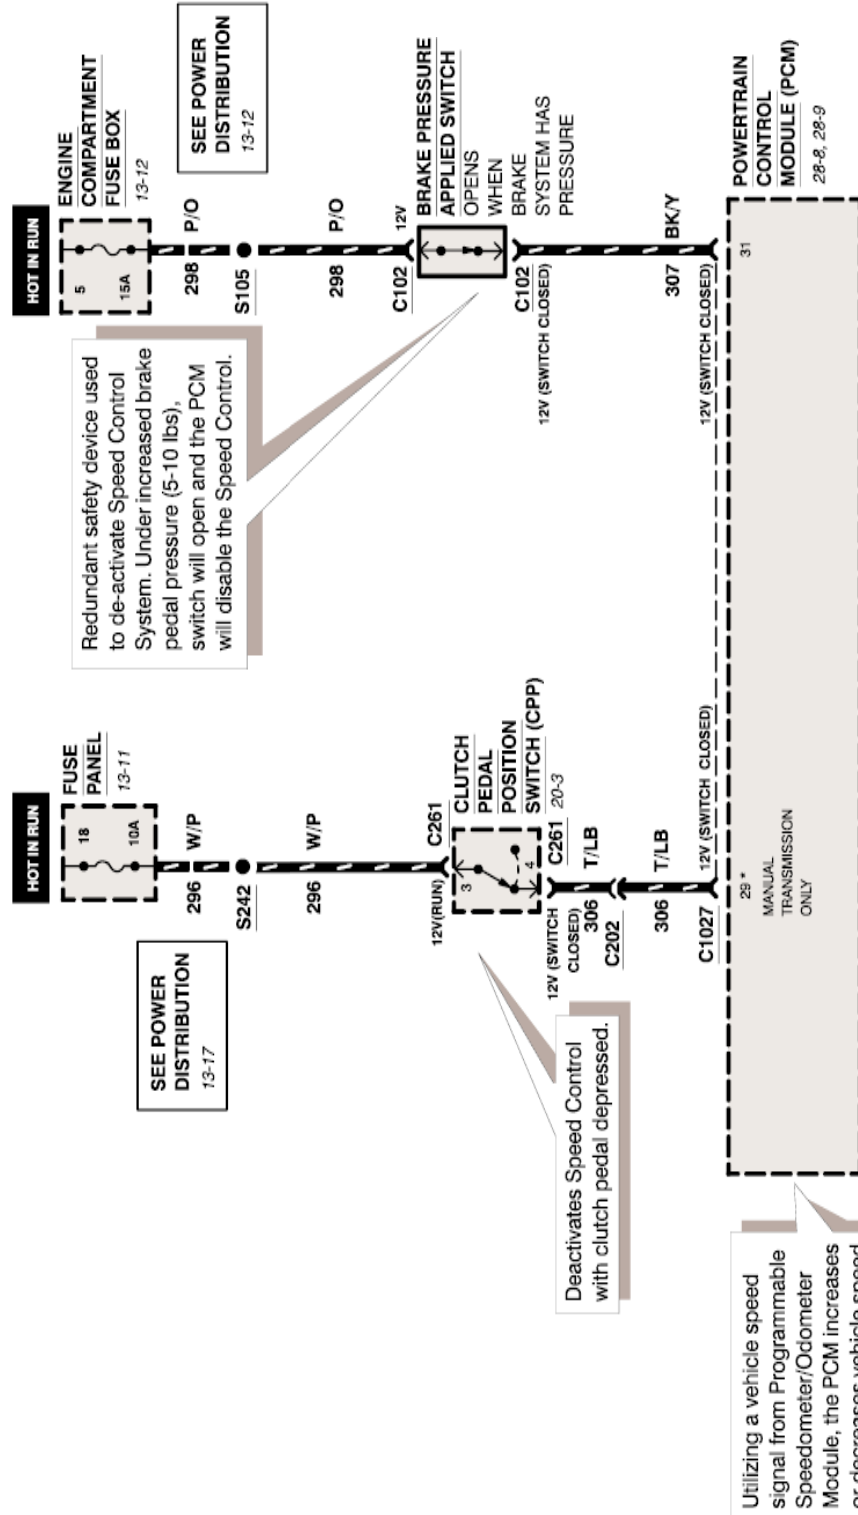 HOT IN RUN
FUSE
PANEL
13-11
18
10A
296
W/P
S242
SEE POWER
DISTRIBUTION
13-17
296
W/P
12V(RUN)
C261
CLUTCH
PEDAL
POSITION
SWITCH (CPP)
20-3
3
4
12V (SWITCH
CLOSED)
C261
306
T/LB
C202
306
T/LB
C1027
12V (SWITCH CLOSED)
Deactivates Speed Control
with clutch pedal depressed.
HOT IN RUN
ENGINE
COMPARTMENT
FUSE BOX
13-12
5
15A
298
P/O
S105
SEE POWER
DISTRIBUTION
13-12
298
P/O
C102
12V
BRAKE PRESSURE
APPLIED SWITCH
OPENS
WHEN
BRAKE
SYSTEM HAS
PRESSURE
C102
12V (SWITCH CLOSED)
307
BK/Y
12V (SWITCH CLOSED)
Redundant safety device used
to de-activate Speed Control
System. Under increased brake
pedal pressure (5-10 lbs),
switch will open and the PCM
will disable the Speed Control.
29 *
MANUAL
TRANSMISSION
ONLY
31
POWERTRAIN
CONTROL
MODULE (PCM)
28-8, 28-9
Utilizing a vehicle speed
signal from Programmable
Speedometer/Odometer
Module, the PCM increases
or decreases vehicle speed